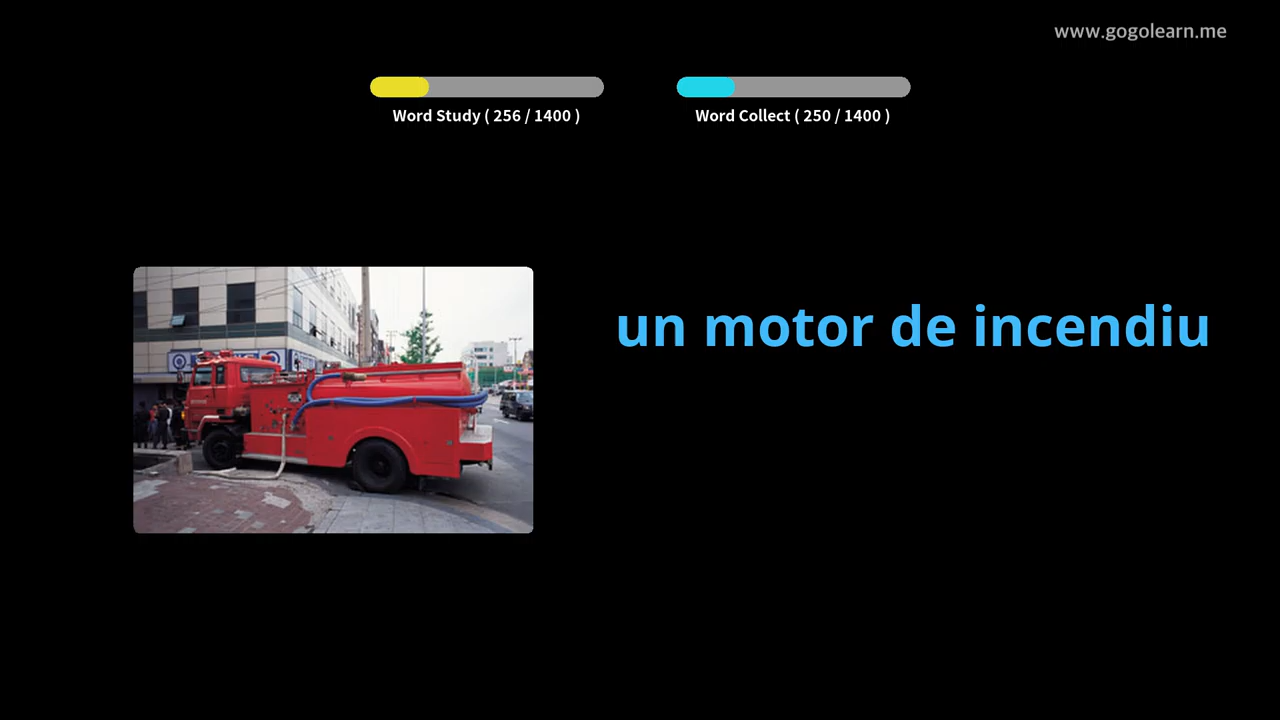 www.gogolearn.me
Word Study ( 256 / 1400 )
Word Collect ( 250 / 1400 )
un motor de incendiu